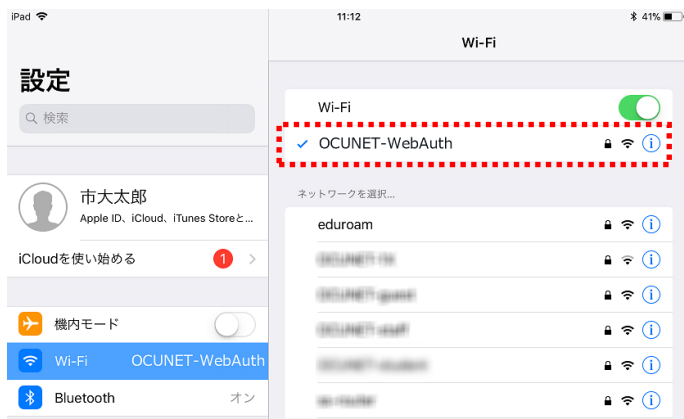 iPad
11:12
41%
設定
検索
市大太郎
Apple ID、iCloud、iTunes Storeと...
iCloudを使い始める
1
機内モード
Wi-Fi OCUNET-WebAuth
Bluetooth オン
Wi-Fi
Wi-Fi
OCUNET-WebAuth
ネットワークを選択...
eduroam